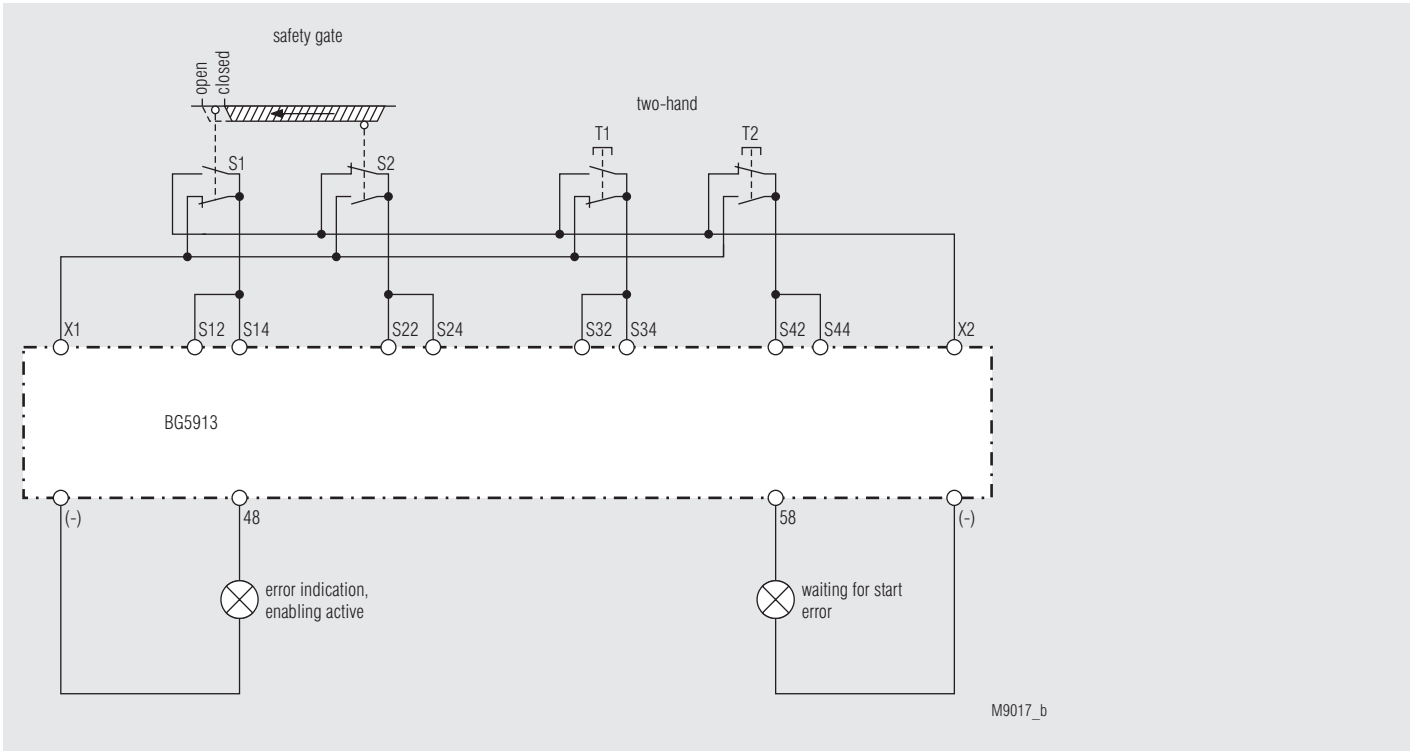 safety gate
open
closed
two-hand
T1
T2
S1
S2
X1
S12
S14
S22
S24
S32
S34
S42
S44
X2
BG5913
(-)
48
58
(-)
error indication,
enabling active
waiting for start
error
M9017_b